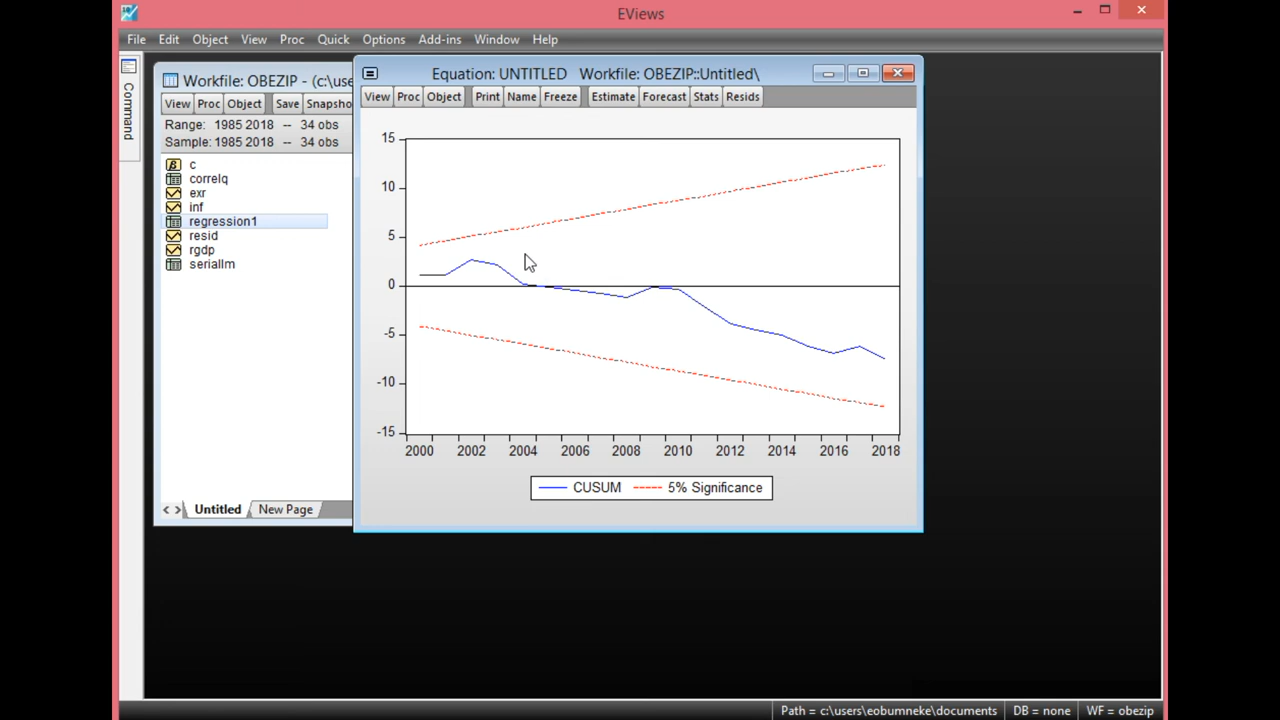 EViews
File Edit Object View Proc Quick Options Add-ins Window Help
Command
Workfile: OBEZIP - (c:\use
View Proc Object Save Snapsho
Range: 1985 2018 -- 34 obs
Sample: 1985 2018 -- 34 obs
c
correlq
exr
inf
regression1
resid
rgdp
seriallm
Untitled New Page
Equation: UNTITLED Workfile: OBEZIP::Untitled\
View Proc Object Print Name Freeze Estimate Forecast Stats Resids
15
10
5
0
-5
-10
-15
2000 2002 2004 2006 2008 2010 2012 2014 2016 2018
CUSUM 5% Significance
Path = c:\users\eobumneke\documents DB = none WF = obezip